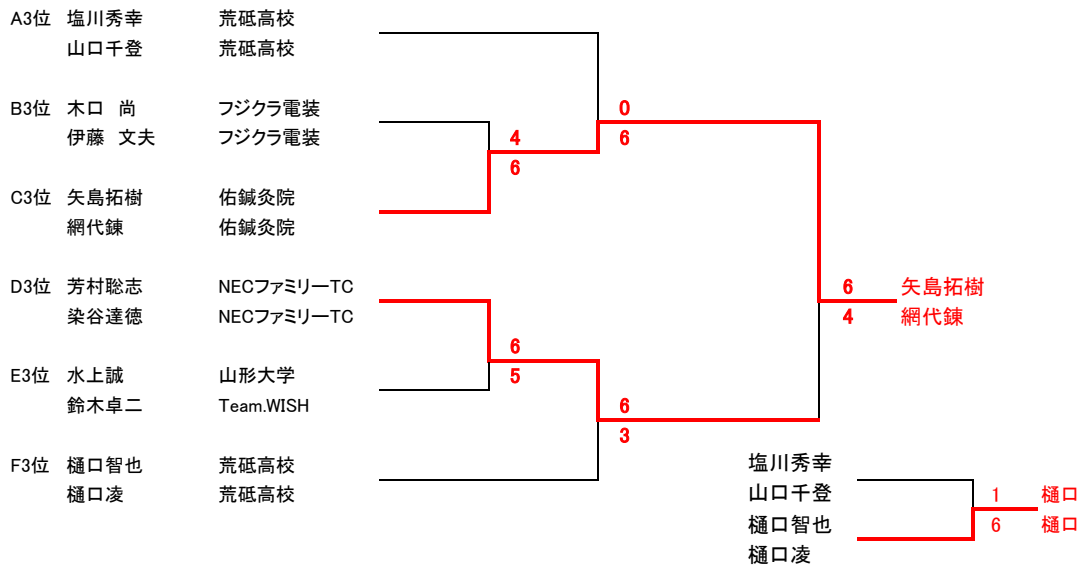 A3位 塩川秀幸 荒砥高校
山口千登 荒砥高校
B3位 木口 尚 フジクラ電装 0
伊藤 文夫 フジクラ電装 4 6
6
C3位 矢島拓樹 佑鍼灸院
網代錬 佑鍼灸院
D3位 芳村聡志 NECファミリーTC 6 矢島拓樹
染谷達徳 NECファミリーTC 4 網代錬
6
E3位 水上誠 山形大学 5
鈴木卓二 Team.WISH 6
3
F3位 樋口智也 荒砥高校 塩川秀幸
樋口凌 荒砥高校 山口千登 1 樋口
樋口智也 6 樋口
樋口凌